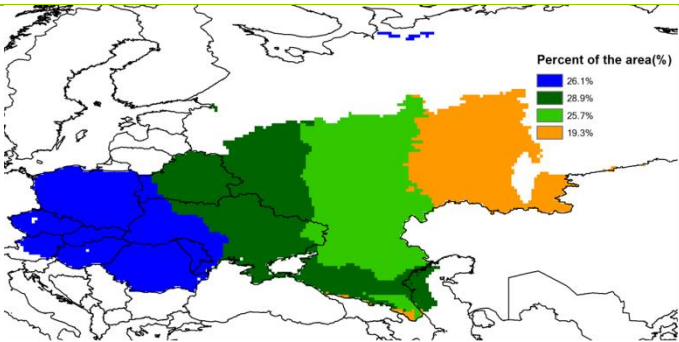 Percent of the area(%)
26.1%
28.9%
25.7%
19.3%